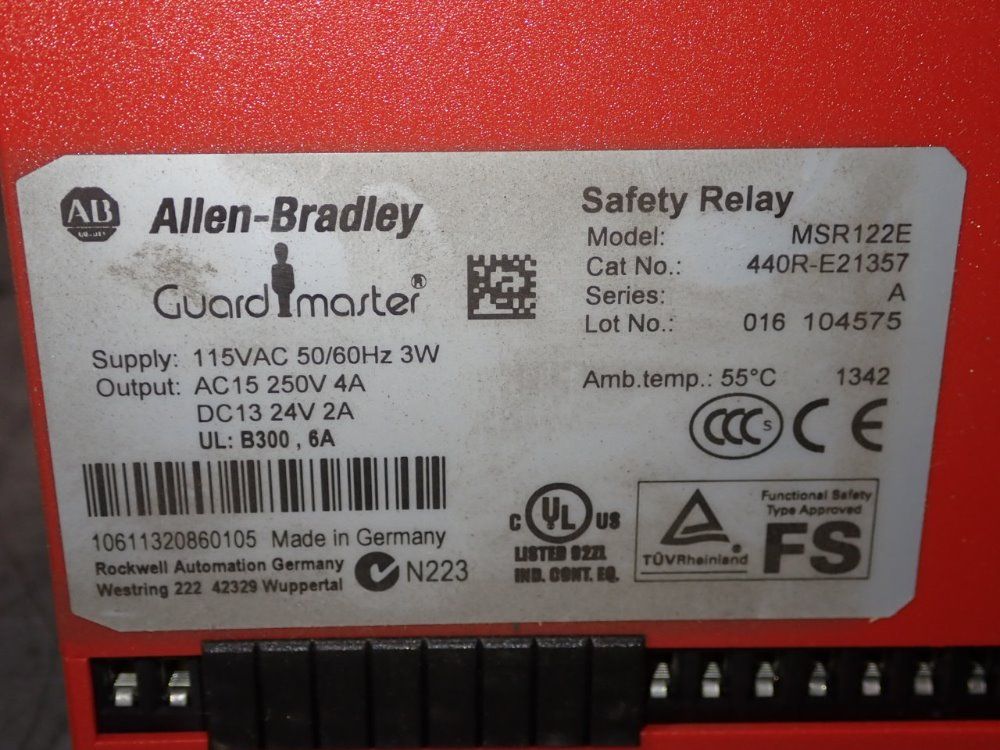 AB
Allen-Bradley
Guardmaster®
Supply: 115VAC 50/60Hz 3W
Output: AC15 250V 4A
DC13 24V 2A
UL: B300 , 6A
10611320860105 Made in Germany
Rockwell Automation Germany
Westring 222 42329 Wuppertal
N223
Safety Relay
Model: MSR122E
Cat No.: 440R-E21357
Series: A
Lot No.: 016 104575
Amb.temp.: 55°C 1342
CCC S CE
C UL US
LISTED 92ZL
IND. CONT. EQ.
TÜVRheinland®
Functional Safety
Type Approved
FS